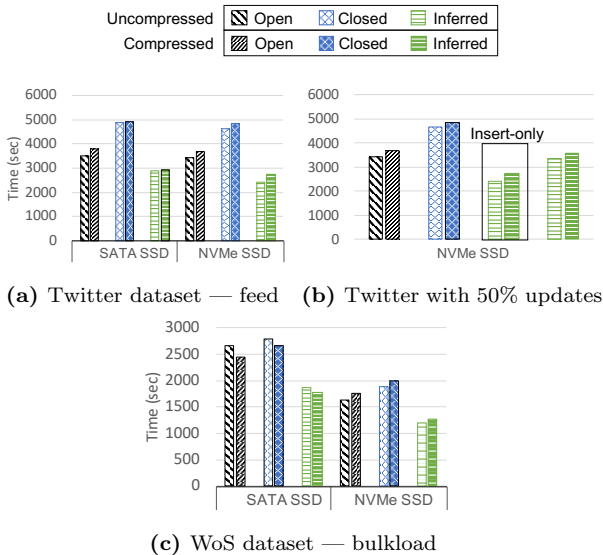 Uncompressed Open Closed Inferred
Compressed Open Closed Inferred
6000
5000
4000
3000
2000
1000
0
Time (sec)
SATA SSD NVMe SSD
6000
5000
4000
3000
2000
1000
0
Insert-only
NVMe SSD
(a) Twitter dataset — feed
(b) Twitter with 50% updates
3000
2500
2000
1500
1000
500
0
Time (sec)
SATA SSD NVMe SSD
(c) WoS dataset — bulkload